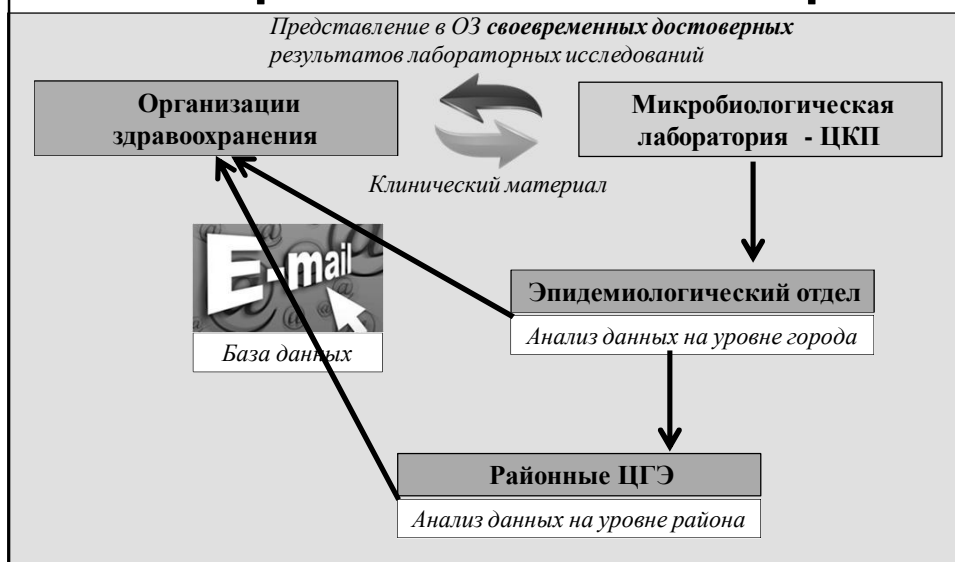 Представление в ОЗ своевременных достоверных
результатов лабораторных исследований
Организации
здравоохранения
Микробиологическая
лаборатория - ЦКП
Клинический материал
E-mail
База данных
Эпидемиологический отдел
Анализ данных на уровне города
Районные ЦГЭ
Анализ данных на уровне района